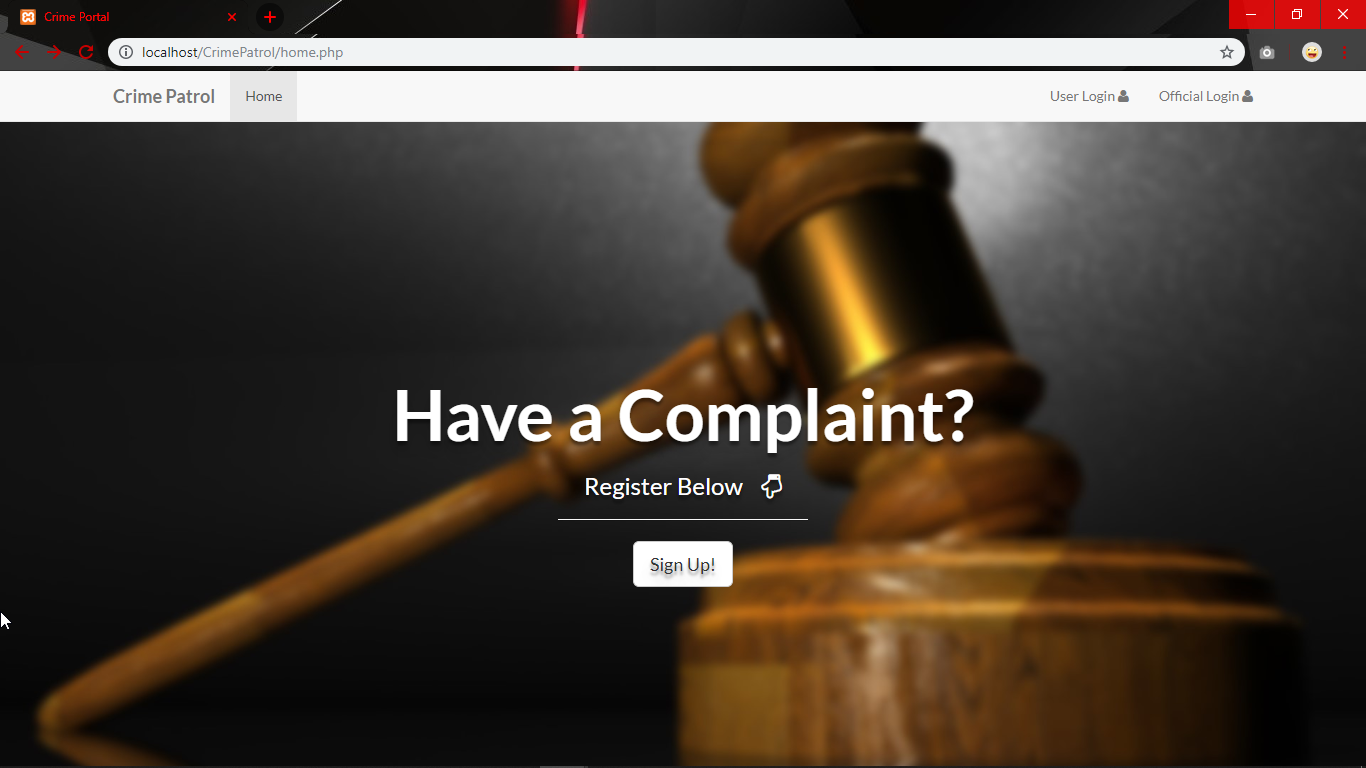 Crime Portal
localhost/CrimePatrol/home.php
Crime Patrol Home User Login Official Login
Have a Complaint?
Register Below
Sign Up!